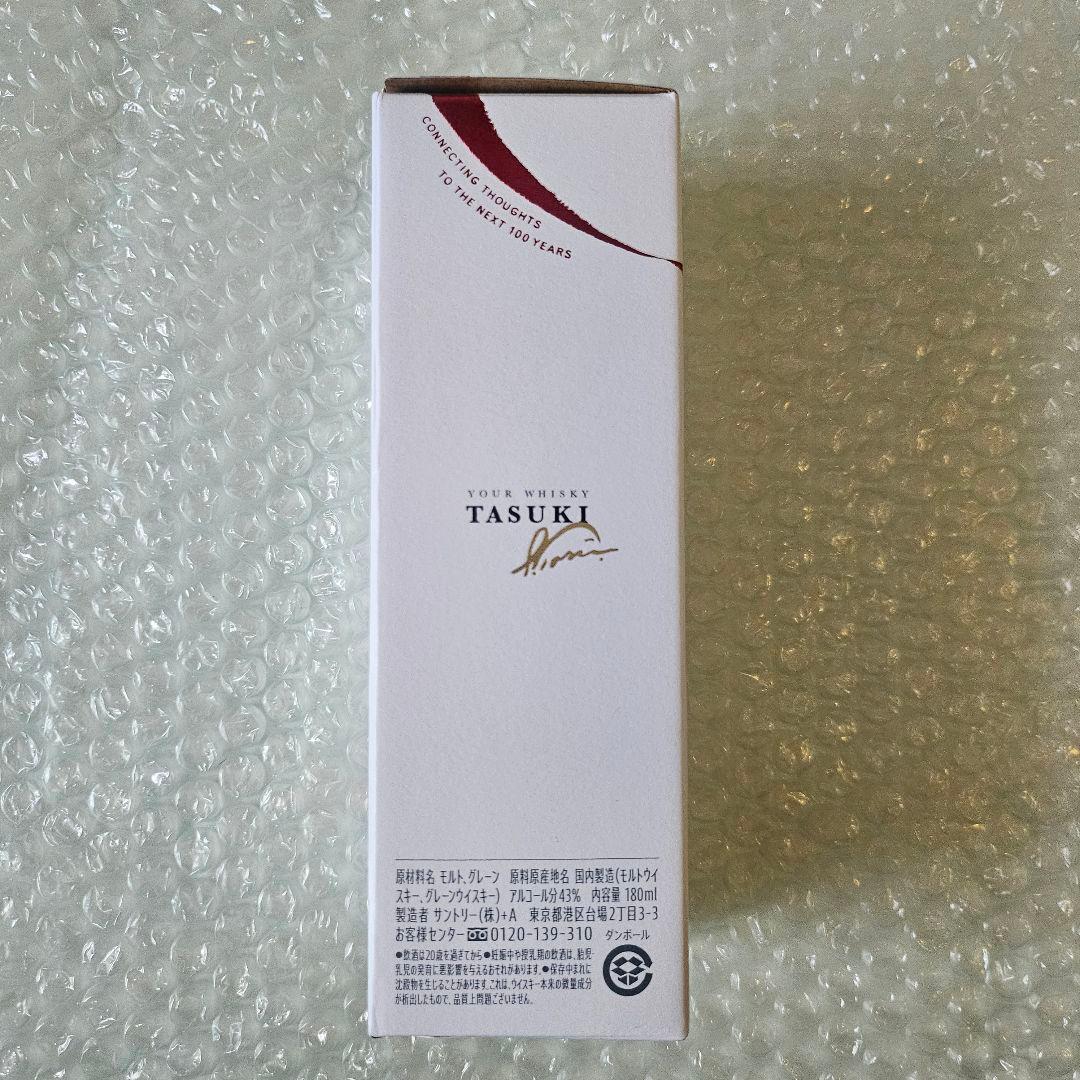 CONNECTING THOUGHTS
TO THE NEXT 100 YEARS
YOUR WHISKY
TASUKI
原材料名 モルト、グレーン 原料原産地名 国内製造(モルトウイ
スキー、グレーンウイスキー) アルコール分43% 内容量 180ml
製造者 サントリー(株)+A 東京都港区台場2丁目3-3
お客様センター 0120-139-310 ダンボール
●飲酒は20歳を過ぎてから●妊娠中や授乳期の飲酒は、胎児・
乳児の発育に悪影響を与えるおそれがあります。●保存中まれに
沈殿物を生じることがあります。これは、ウイスキー本来の微量成分
が析出したもので、品質上問題ございません。